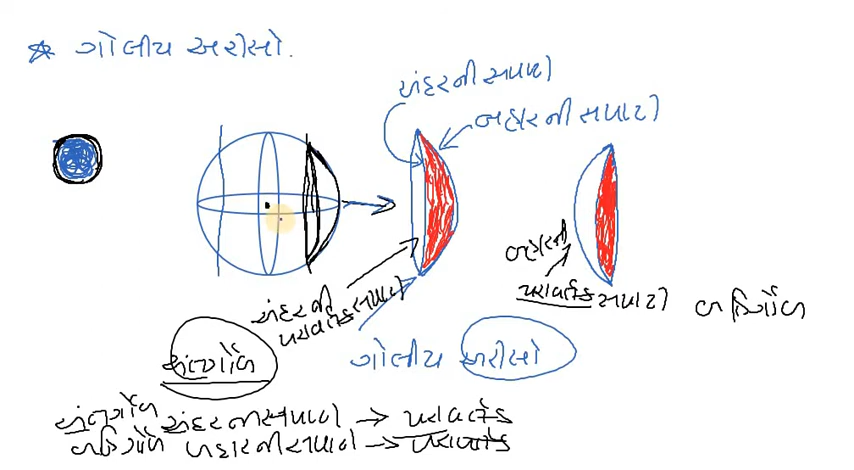 * ગોલીય અરીસો.
અંદરની સપાટી
બહારની સપાટી
અંદરની
પરાવર્તક સપાટી
બહારની
પરાવર્તક સપાટી
બહિર્ગોળ
અંતર્ગોળ
ગોલીય અરીસો
અંતર્ગોળ અંદરની સપાટી → પરાવર્તક
બહિર્ગોળ બહારની સપાટી → પરાવર્તક